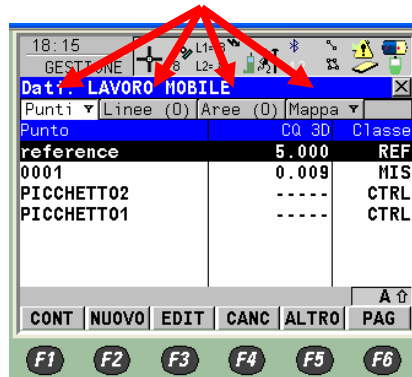 18:15
GESTIONE
Dati LAVORO MOBILE
Punti Linee (0) Aree (0) Mappa
Punto CQ 3D Classe
reference 5.000 REF
0001 0.009 MIS
PICCHETTO2 ----- CTRL
PICCHETTO1 ----- CTRL
A
CONT NUOVO EDIT CANC ALTRO PAG
F1 F2 F3 F4 F5 F6